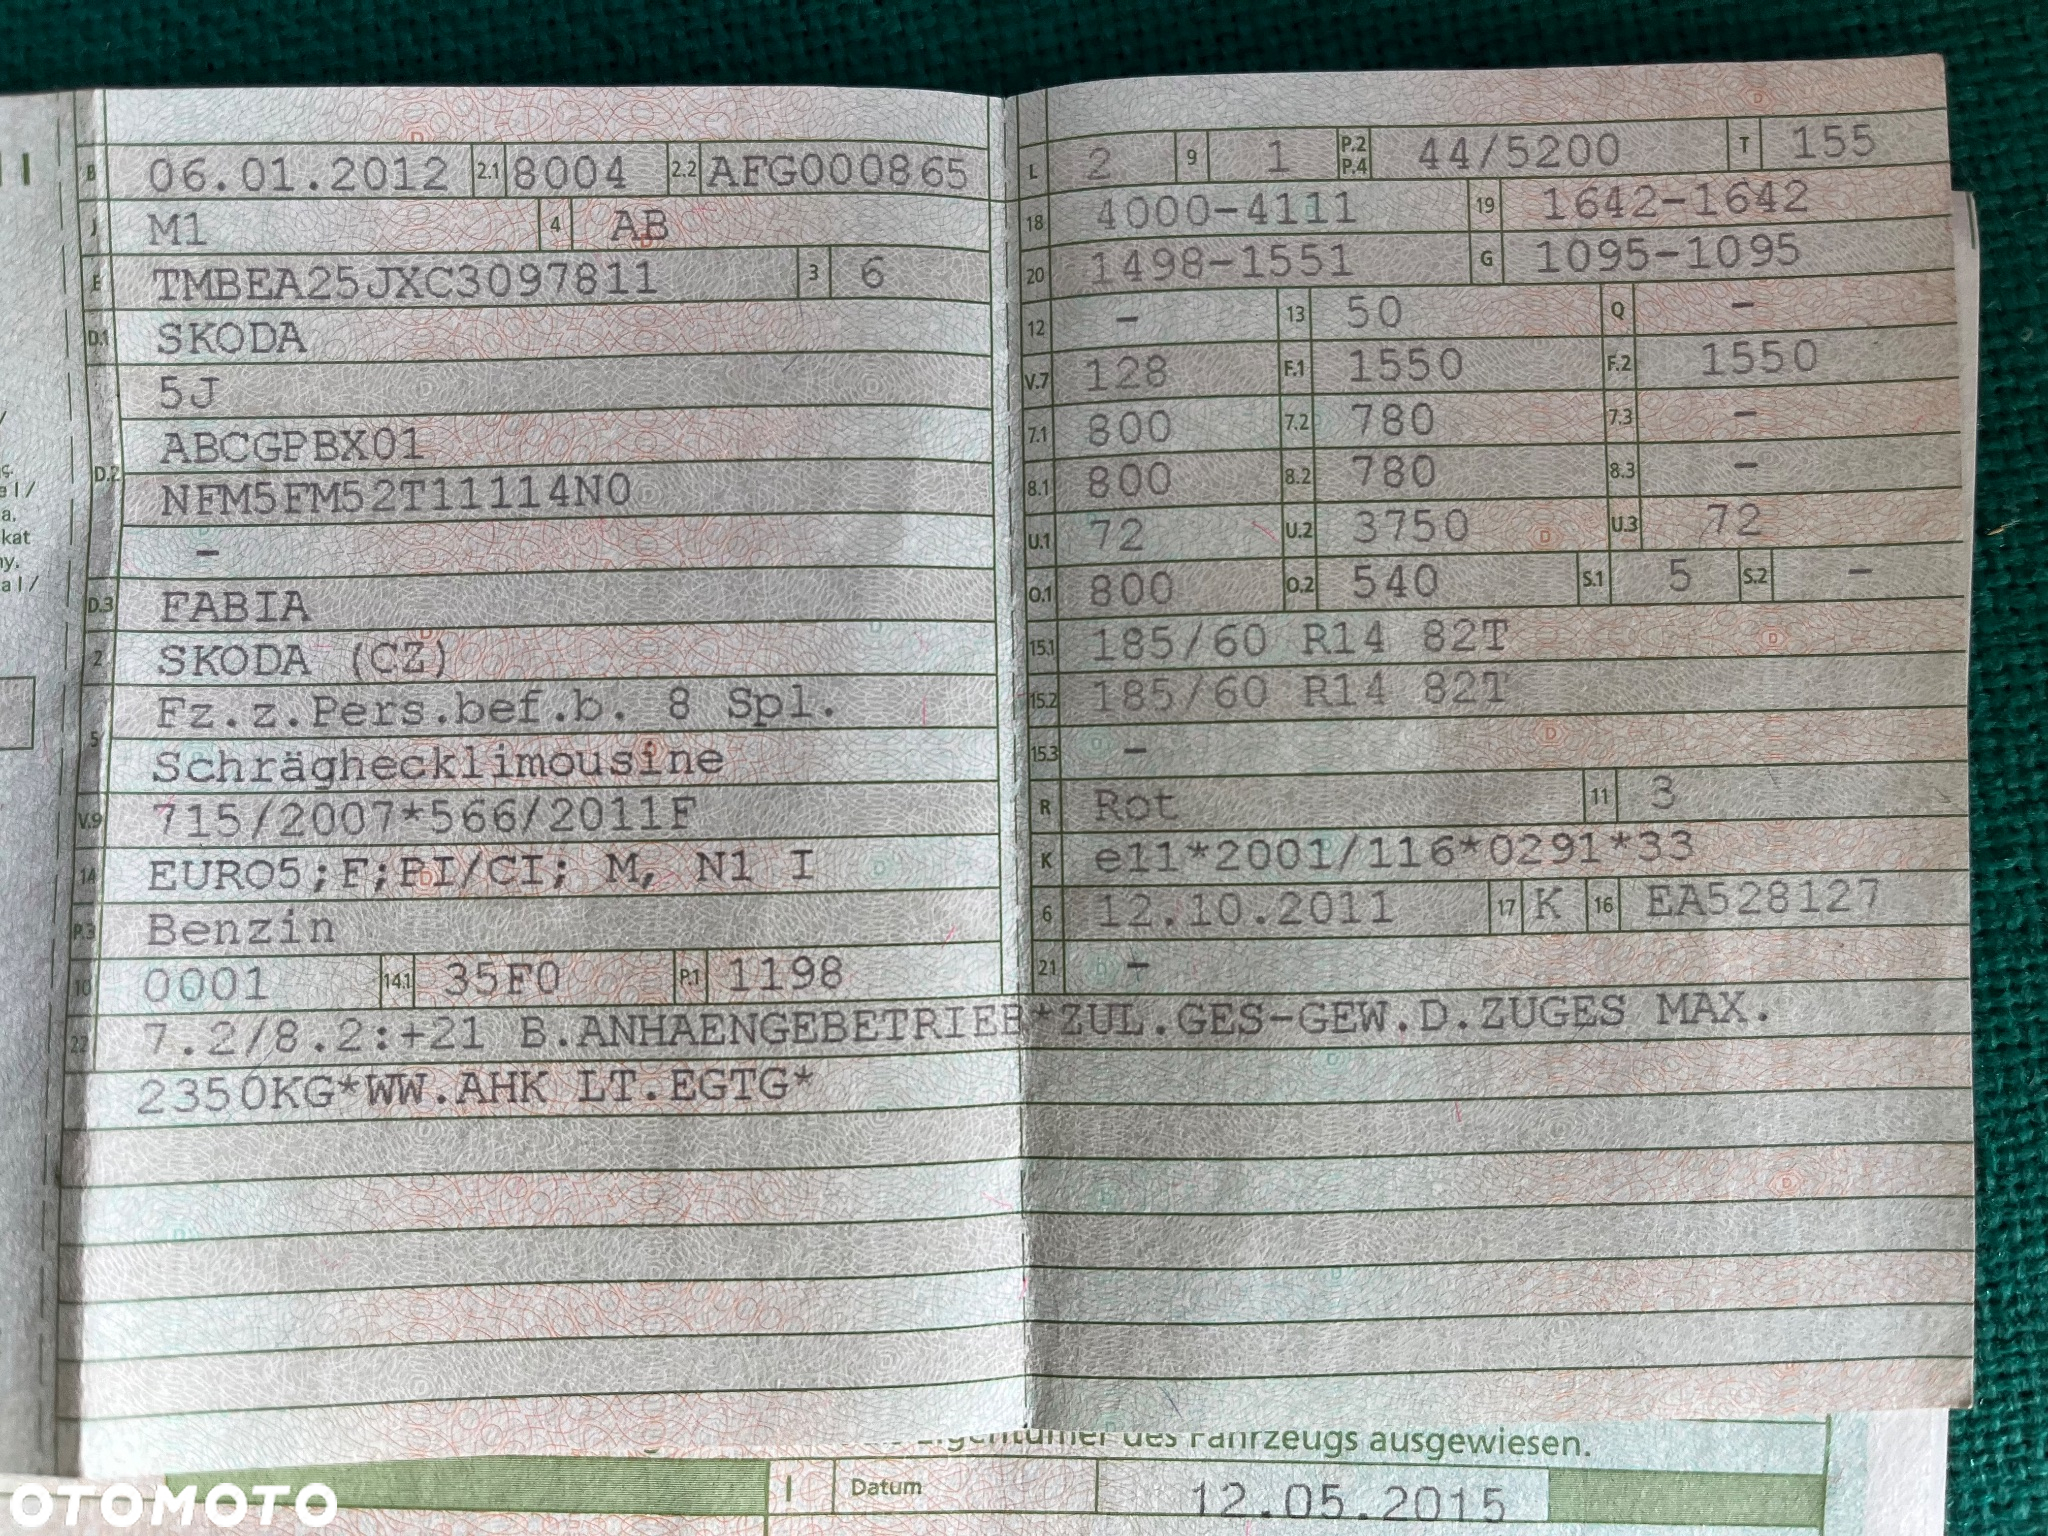 B 06.01.2012 2.1 8004 2.2 AFG000865
J M1 4 AB
E TMBEA25JXC3097811 3 6
D.1 SKODA
5J
ABCGPBX01
D.2 NFM5FM52T11114N0
-
D.3 FABIA
2 SKODA (CZ)
Fz.z.Pers.bef.b. 8 Spl.
5 Schräghecklimousine
V.9 715/2007*566/2011F
14 EURO5;F;PI/CI; M, N1 I
P.3 Benzin
10 0001 14.1 35F0 P.1 1198
L 2 9 1 P.2 P.4 44/5200 T 155
18 4000-4111 19 1642-1642
20 1498-1551 G 1095-1095
12 - 13 50 Q -
V.7 128 F.1 1550 F.2 1550
7.1 800 7.2 780 7.3 -
8.1 800 8.2 780 8.3 -
U.1 72 U.2 3750 U.3 72
O.1 800 O.2 540 S.1 5 S.2 -
15.1 185/60 R14 82T
15.2 185/60 R14 82T
15.3 -
R Rot 11 3
K e11*2001/116*0291*33
6 12.10.2011 17 K 16 EA528127
21 -
22 7.2/8.2:+21 B.ANHAENGEBETRIEB*ZUL.GES-GEW.D.ZUGES MAX.
2350KG*WW.AHK LT.EGTG*
Eigentümer des Fahrzeugs ausgewiesen.
I Datum 12.05.2015
OTOMOTO